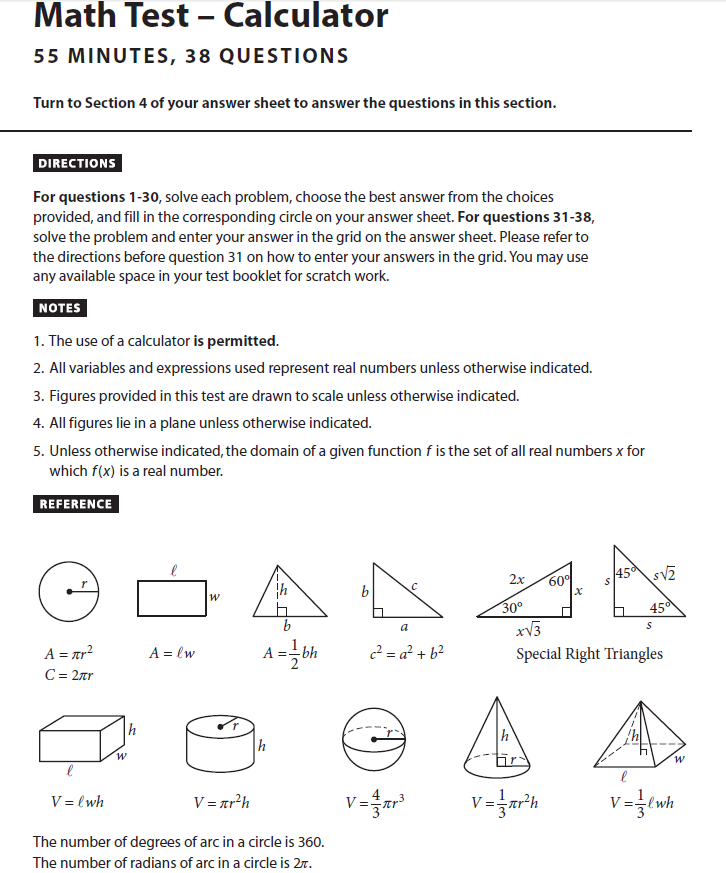 Math Test – Calculator
55 MINUTES, 38 QUESTIONS
Turn to Section 4 of your answer sheet to answer the questions in this section.
DIRECTIONS
For questions 1-30, solve each problem, choose the best answer from the choices
provided, and fill in the corresponding circle on your answer sheet. For questions 31-38,
solve the problem and enter your answer in the grid on the answer sheet. Please refer to
the directions before question 31 on how to enter your answers in the grid. You may use
any available space in your test booklet for scratch work.
NOTES
1. The use of a calculator is permitted.
2. All variables and expressions used represent real numbers unless otherwise indicated.
3. Figures provided in this test are drawn to scale unless otherwise indicated.
4. All figures lie in a plane unless otherwise indicated.
5. Unless otherwise indicated, the domain of a given function f is the set of all real numbers x for
which f(x) is a real number.
REFERENCE
r
ℓ
w
h
b
b
c
a
2x
60°
30°
x
x√3
45°
s
s√2
45°
s
A = πr²
C = 2πr
A = ℓw
A = 1/2 bh
c² = a² + b²
Special Right Triangles
h
w
ℓ
r
h
r
h
r
h
w
ℓ
V = ℓwh
V = πr²h
V = 4/3 πr³
V = 1/3 πr²h
V = 1/3 ℓwh
The number of degrees of arc in a circle is 360.
The number of radians of arc in a circle is 2π.